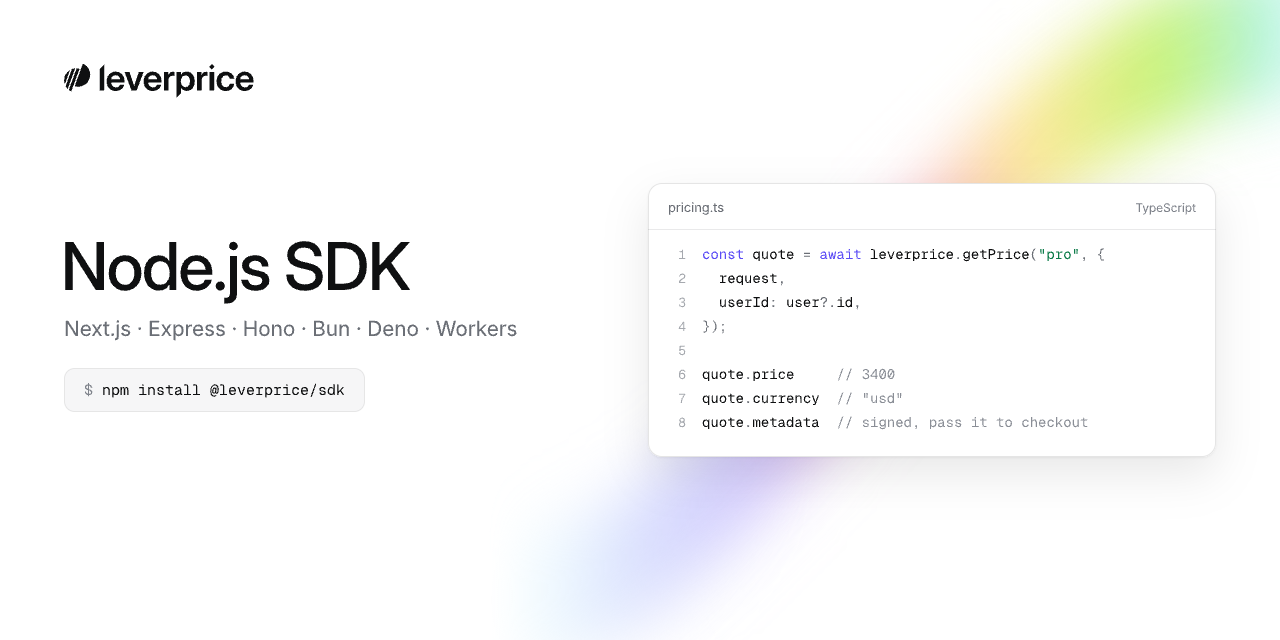 leverprice
Node.js SDK
Next.js · Express · Hono · Bun · Deno · Workers
$ npm install @leverprice/sdk
pricing.ts
TypeScript
1 const quote = await leverprice.getPrice("pro", {
2   request,
3   userId: user?.id,
4 });
5
6 quote.price     // 3400
7 quote.currency  // "usd"
8 quote.metadata  // signed, pass it to checkout